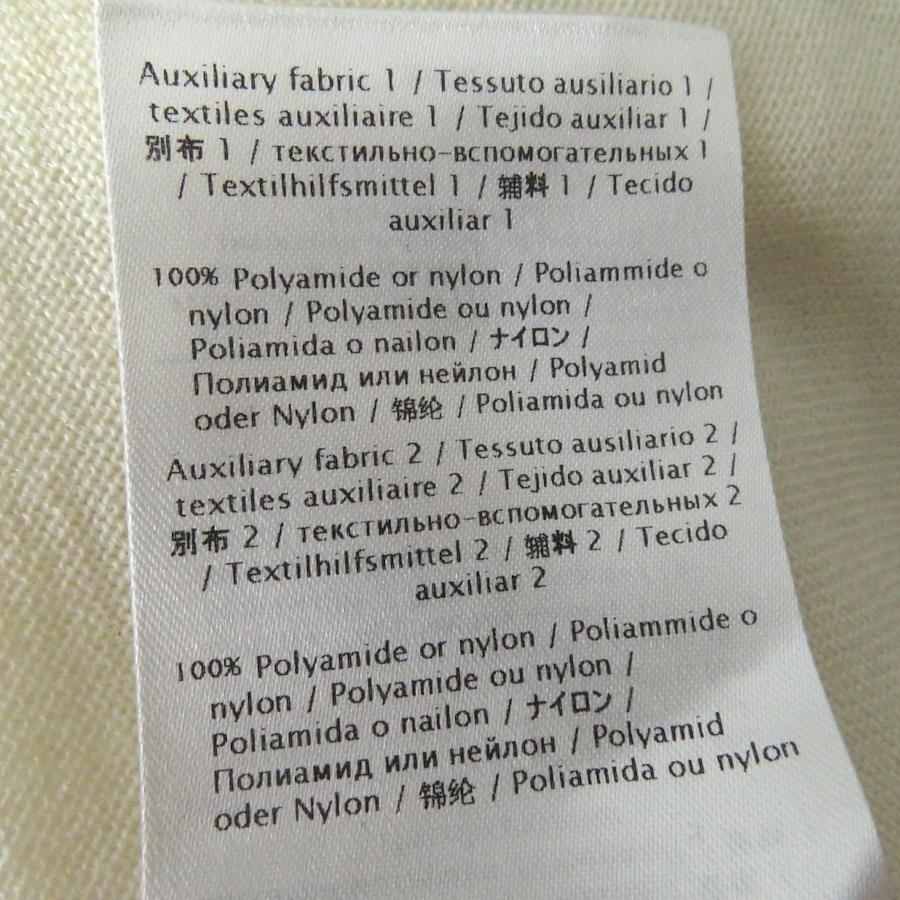 Auxiliary fabric 1 / Tessuto ausiliario 1 /
textiles auxiliaire 1 / Tejido auxiliar 1 /
別布 1 / текстильно-вспомогательных 1
/ Textilhilfsmittel 1 / 辅料 1 / Tecido
auxiliar 1
100% Polyamide or nylon / Poliammide o
nylon / Polyamide ou nylon /
Poliamida o nailon / ナイロン /
Полиамид или нейлон / Polyamid
oder Nylon / 锦纶 / Poliamida ou nylon
Auxiliary fabric 2 / Tessuto ausiliario 2 /
textiles auxiliaire 2 / Tejido auxiliar 2 /
別布 2 / текстильно-вспомогательных 2
/ Textilhilfsmittel 2 / 辅料 2 / Tecido
auxiliar 2
100% Polyamide or nylon / Poliammide o
nylon / Polyamide ou nylon /
Poliamida o nailon / ナイロン /
Полиамид или нейлон / Polyamid
oder Nylon / 锦纶 / Poliamida ou nylon